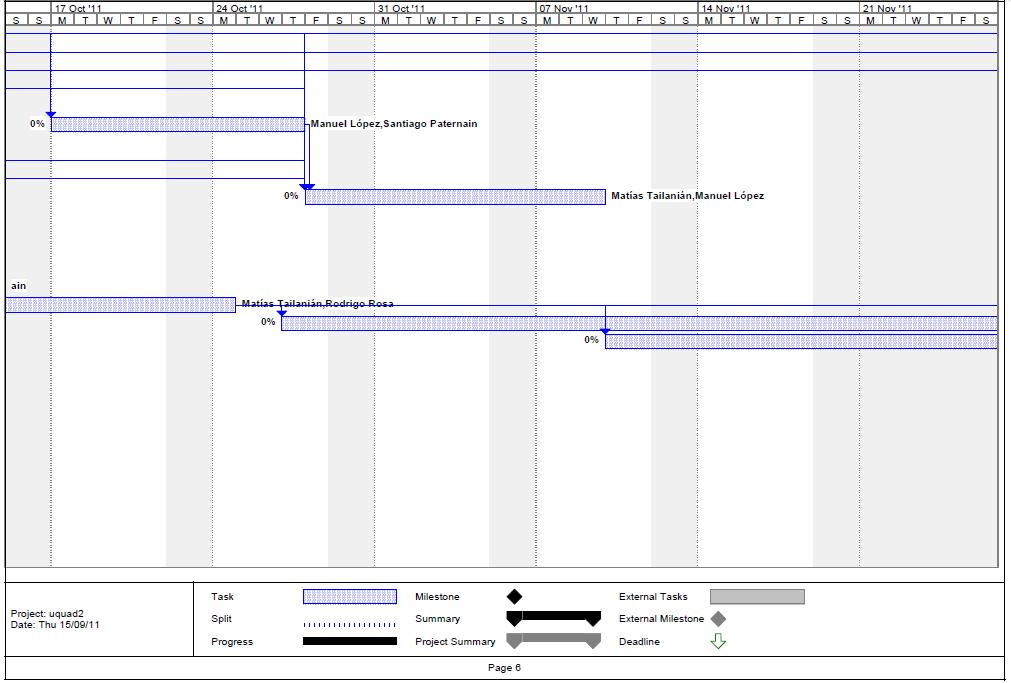 17 Oct '11 24 Oct '11 31 Oct '11 07 Nov '11 14 Nov '11 21 Nov '11
S S M T W T F S S M T W T F S S M T W T F S S M T W T F S S M T W T F S S M T W T F S
0% Manuel López,Santiago Paternain
0% Matías Tailanián,Manuel López
ain
Matías Tailanián,Rodrigo Rosa
0%
0%
Project: uquad2
Date: Thu 15/09/11
Task Milestone External Tasks
Split Summary External Milestone
Progress Project Summary Deadline
Page 6